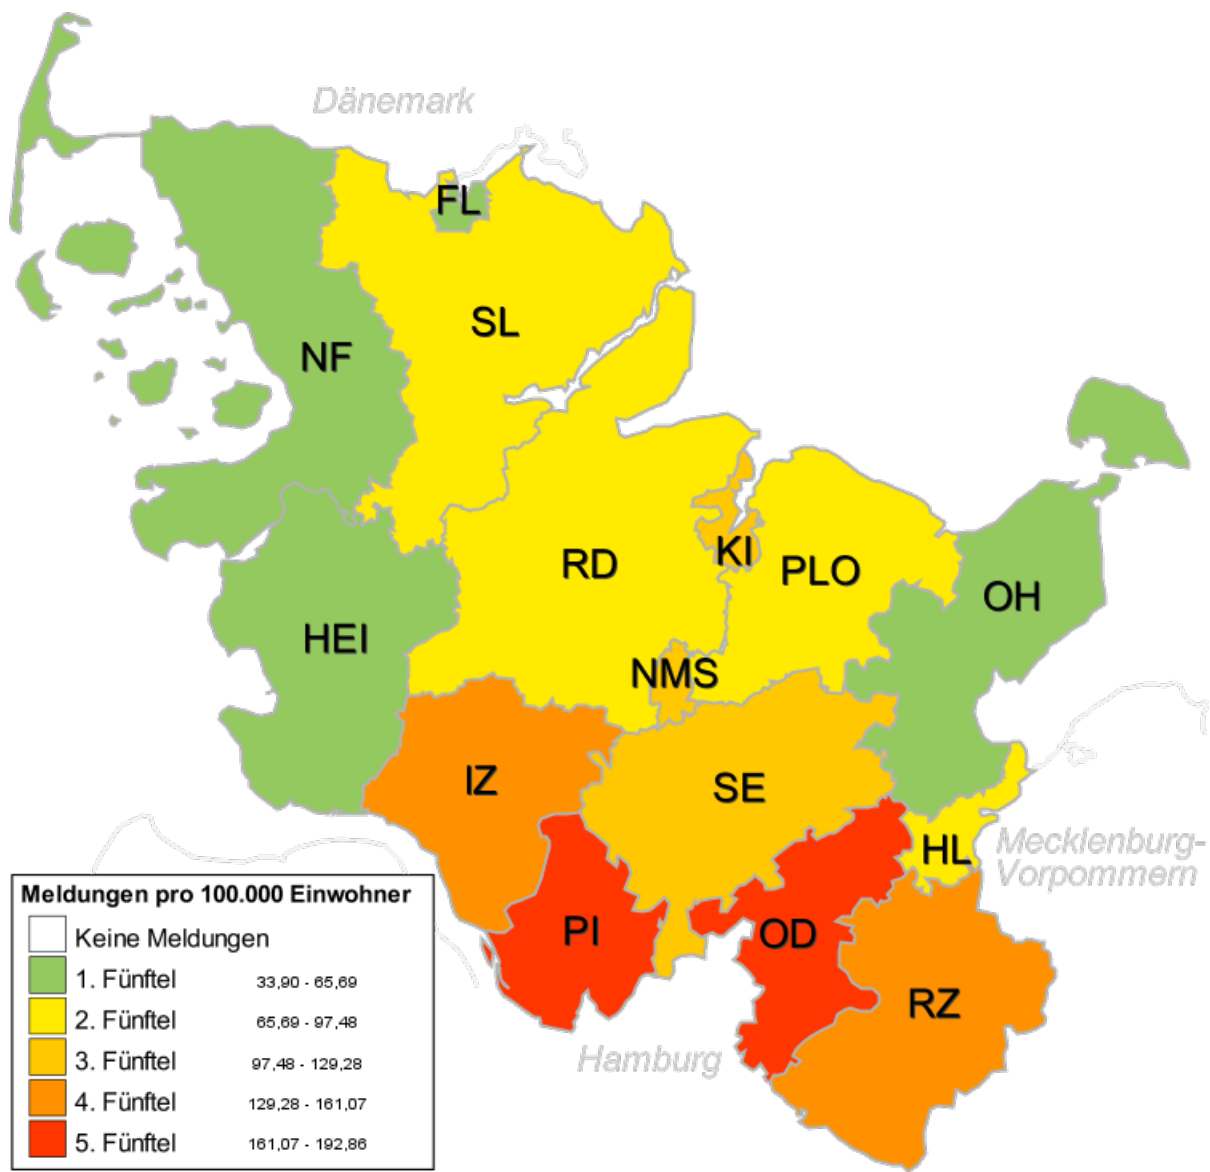 Dänemark
FL
SL
NF
RD
KI
PLO
OH
HEI
NMS
IZ
SE
HL
Mecklenburg-
Vorpommern
PI
OD
RZ
Hamburg
Meldungen pro 100.000 Einwohner
Keine Meldungen
1. Fünftel 33,90 - 65,69
2. Fünftel 65,69 - 97,48
3. Fünftel 97,48 - 129,28
4. Fünftel 129,28 - 161,07
5. Fünftel 161,07 - 192,86